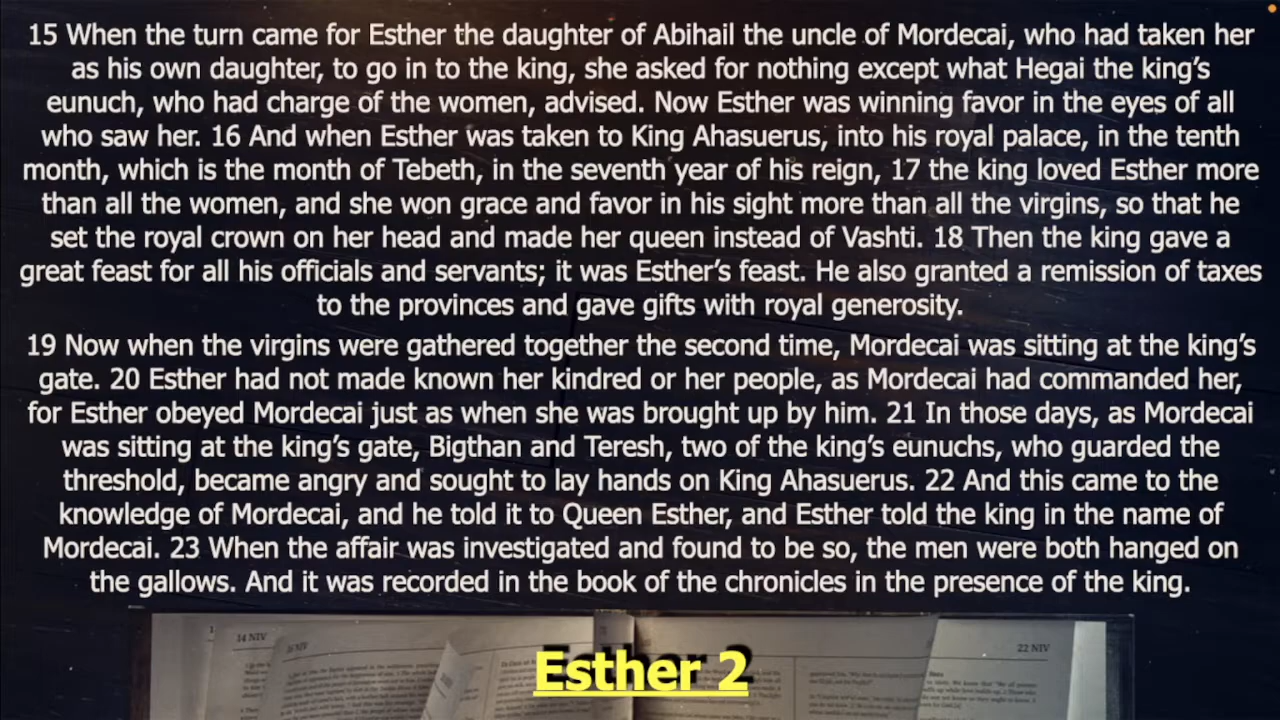 15 When the turn came for Esther the daughter of Abihail the uncle of Mordecai, who had taken her
as his own daughter, to go in to the king, she asked for nothing except what Hegai the king's
eunuch, who had charge of the women, advised. Now Esther was winning favor in the eyes of all
who saw her. 16 And when Esther was taken to King Ahasuerus, into his royal palace, in the tenth
month, which is the month of Tebeth, in the seventh year of his reign, 17 the king loved Esther more
than all the women, and she won grace and favor in his sight more than all the virgins, so that he
set the royal crown on her head and made her queen instead of Vashti. 18 Then the king gave a
great feast for all his officials and servants; it was Esther's feast. He also granted a remission of taxes
to the provinces and gave gifts with royal generosity.
19 Now when the virgins were gathered together the second time, Mordecai was sitting at the king's
gate. 20 Esther had not made known her kindred or her people, as Mordecai had commanded her,
for Esther obeyed Mordecai just as when she was brought up by him. 21 In those days, as Mordecai
was sitting at the king's gate, Bigthan and Teresh, two of the king's eunuchs, who guarded the
threshold, became angry and sought to lay hands on King Ahasuerus. 22 And this came to the
knowledge of Mordecai, and he told it to Queen Esther, and Esther told the king in the name of
Mordecai. 23 When the affair was investigated and found to be so, the men were both hanged on
the gallows. And it was recorded in the book of the chronicles in the presence of the king.
14 NIV
22 NIV
Esther 2